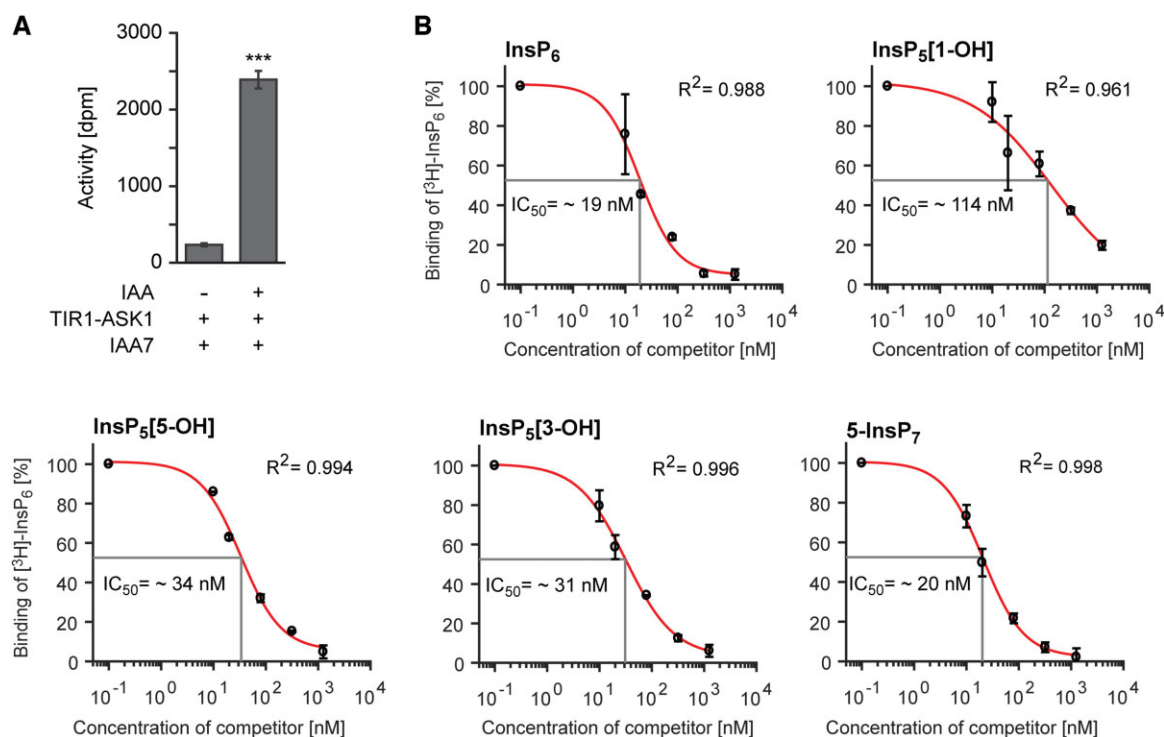 A
Activity [dpm]
3000
2000
1000
0
***
IAA - +
TIR1-ASK1 + +
IAA7 + +
B
InsP₆
R²= 0.988
Binding of [³H]-InsP₆ [%]
100
80
60
40
20
0
IC₅₀= ~ 19 nM
10⁻¹ 10⁰ 10¹ 10² 10³ 10⁴
Concentration of competitor [nM]
InsP₅[1-OH]
R²= 0.961
100
80
60
40
20
0
IC₅₀= ~ 114 nM
10⁻¹ 10⁰ 10¹ 10² 10³ 10⁴
Concentration of competitor [nM]
InsP₅[5-OH]
R²= 0.994
Binding of [³H]-InsP₆ [%]
100
80
60
40
20
0
IC₅₀= ~ 34 nM
10⁻¹ 10⁰ 10¹ 10² 10³ 10⁴
Concentration of competitor [nM]
InsP₅[3-OH]
R²= 0.996
100
80
60
40
20
0
IC₅₀= ~ 31 nM
10⁻¹ 10⁰ 10¹ 10² 10³ 10⁴
Concentration of competitor [nM]
5-InsP₇
R²= 0.998
100
80
60
40
20
0
IC₅₀= ~ 20 nM
10⁻¹ 10⁰ 10¹ 10² 10³ 10⁴
Concentration of competitor [nM]